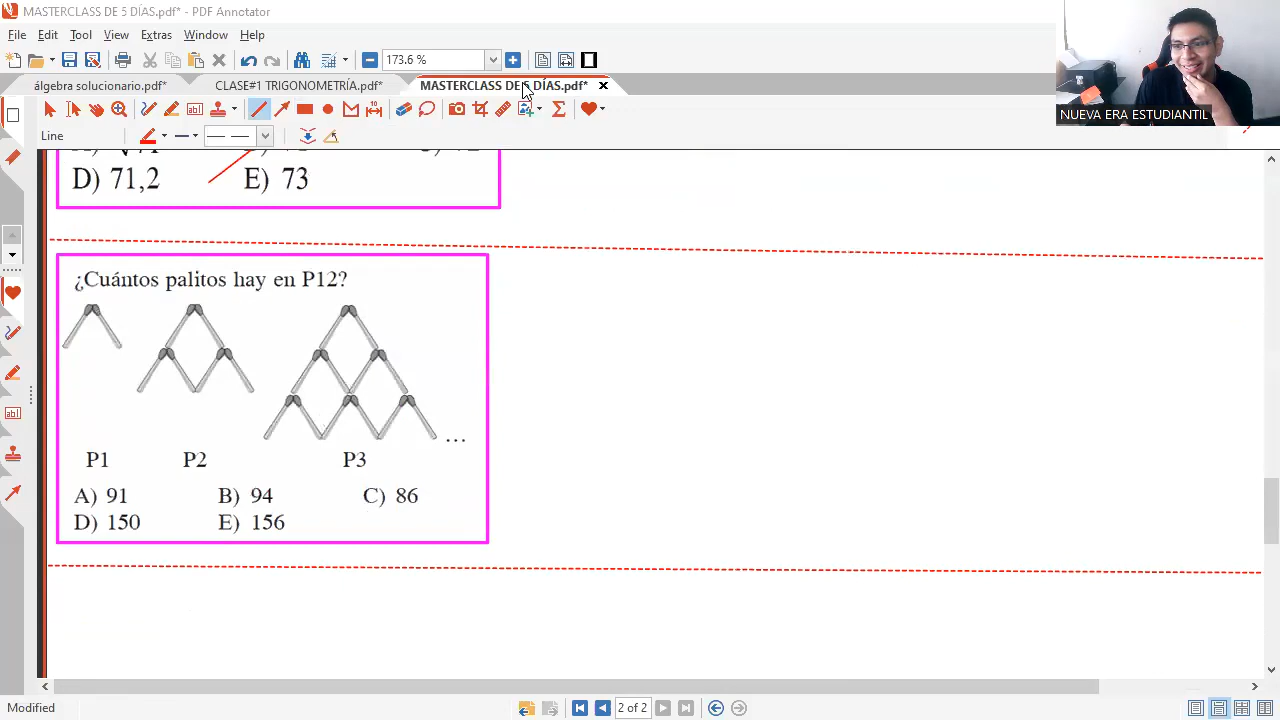 MASTERCLASS DE 5 DÍAS.pdf* - PDF Annotator
File Edit Tool View Extras Window Help
173.6 %
álgebra solucionario.pdf* CLASE#1 TRIGONOMETRÍA.pdf MASTERCLASS DE 5 DÍAS.pdf*
NUEVA ERA ESTUDIANTIL
Line
D) 71,2 E) 73
¿Cuántos palitos hay en P12?
...
P1 P2 P3
A) 91 B) 94 C) 86
D) 150 E) 156
Modified
2 of 2